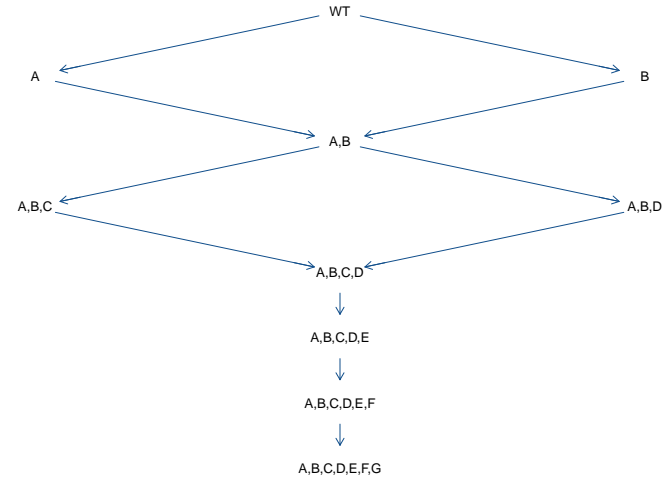 WT
A
B
A,B
A,B,C
A,B,D
A,B,C,D
A,B,C,D,E
A,B,C,D,E,F
A,B,C,D,E,F,G